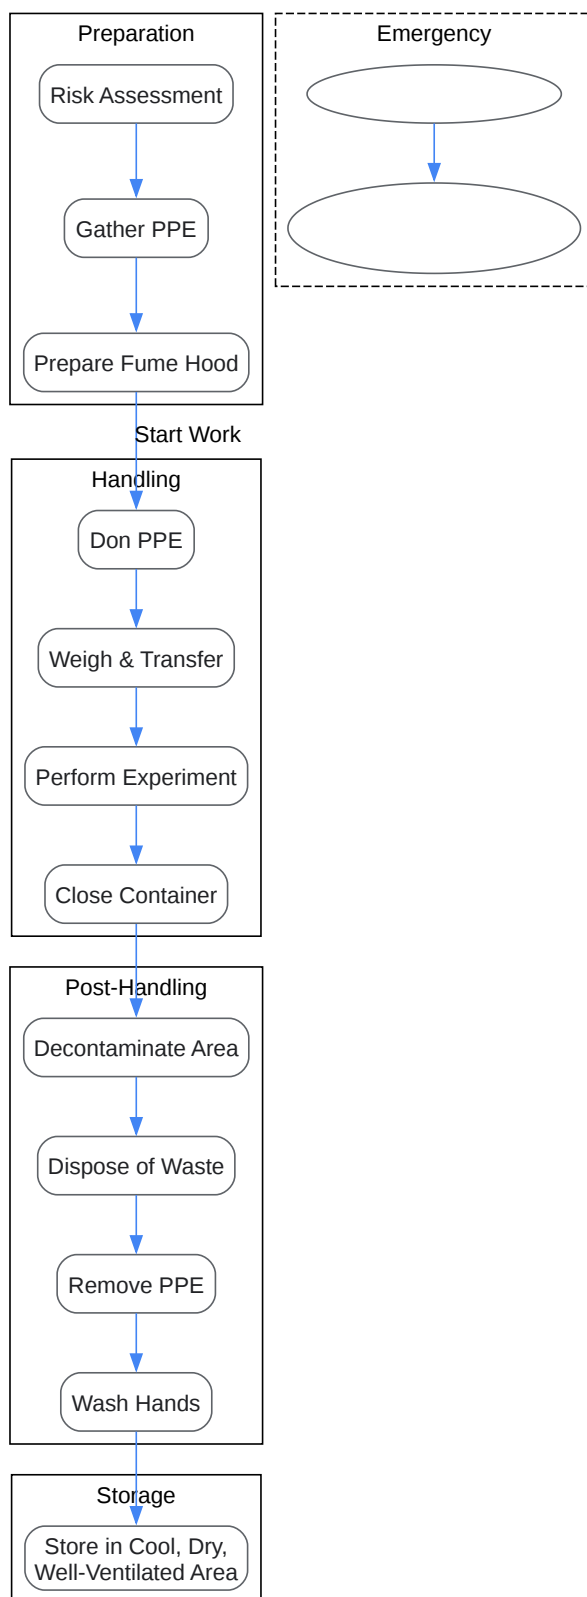 Preparation
Risk Assessment
Gather PPE
Prepare Fume Hood
Start Work
Handling
Don PPE
Weigh & Transfer
Perform Experiment
Close Container
Post-Handling
Decontaminate Area
Dispose of Waste
Remove PPE
Wash Hands
Storage
Store in Cool, Dry,
Well-Ventilated Area
Emergency